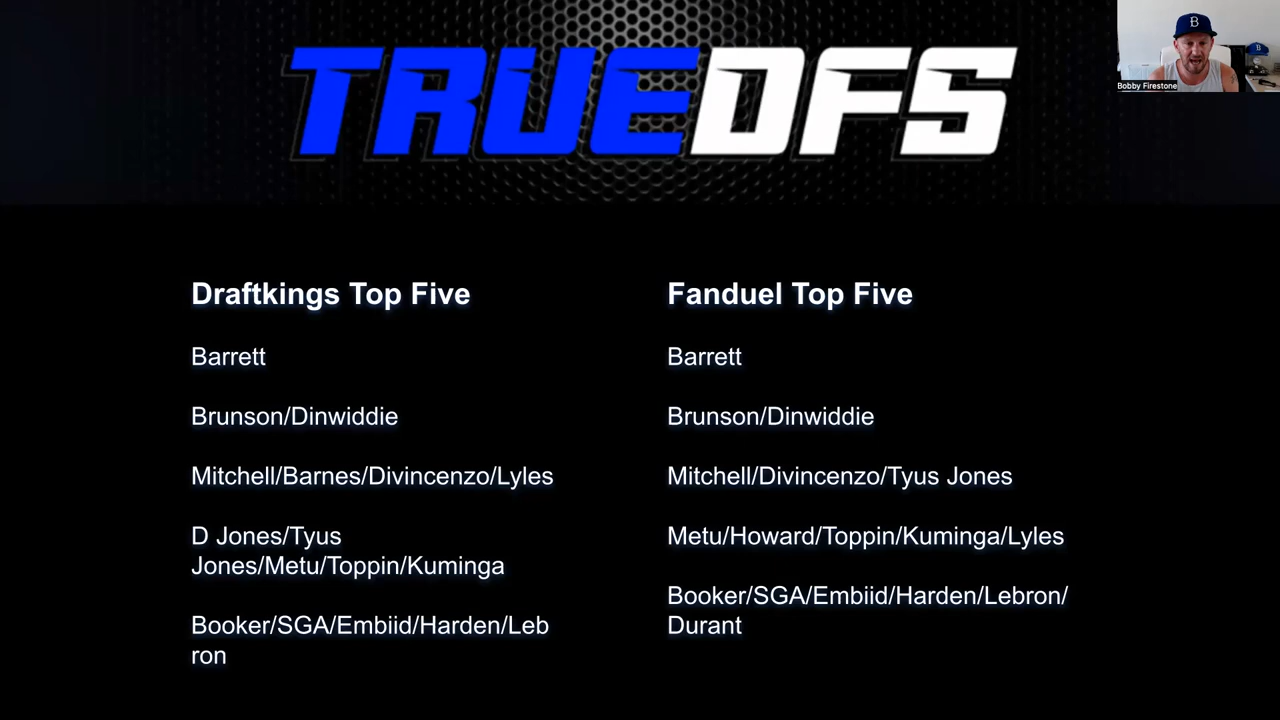 TRUEDFS
B
Bobby Firestone
Draftkings Top Five
Barrett
Brunson/Dinwiddie
Mitchell/Barnes/Divincenzo/Lyles
D Jones/Tyus
Jones/Metu/Toppin/Kuminga
Booker/SGA/Embiid/Harden/Leb
ron
Fanduel Top Five
Barrett
Brunson/Dinwiddie
Mitchell/Divincenzo/Tyus Jones
Metu/Howard/Toppin/Kuminga/Lyles
Booker/SGA/Embiid/Harden/Lebron/
Durant